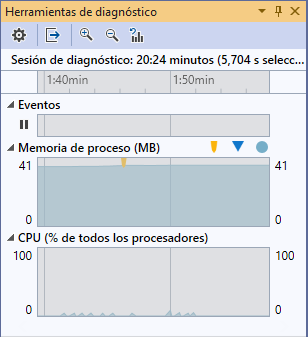 Herramientas de diagnóstico
Sesión de diagnóstico: 20:24 minutos (5,704 s selecc...
1:40min 1:50min
Eventos
Memoria de proceso (MB)
41 41
0 0
CPU (% de todos los procesadores)
100 100
0 0